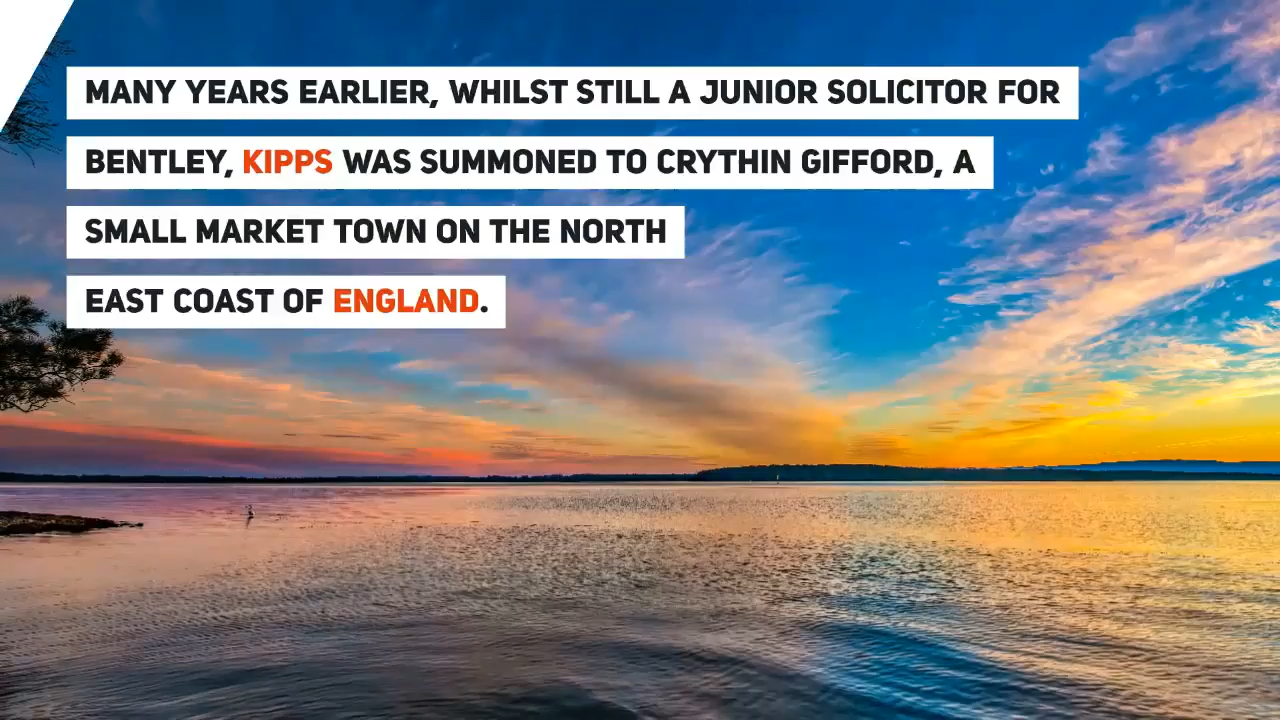 MANY YEARS EARLIER, WHILST STILL A JUNIOR SOLICITOR FOR
BENTLEY, KIPPS WAS SUMMONED TO CRYTHIN GIFFORD, A
SMALL MARKET TOWN ON THE NORTH
EAST COAST OF ENGLAND.